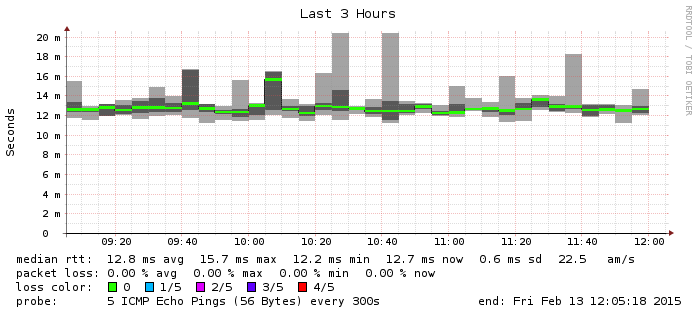 Last 3 Hours
RRDTOOL / TOBI OETIKER
Seconds
20 m
18 m
16 m
14 m
12 m
10 m
8 m
6 m
4 m
2 m
0
09:20 09:40 10:00 10:20 10:40 11:00 11:20 11:40 12:00
median rtt: 12.8 ms avg 15.7 ms max 12.2 ms min 12.7 ms now 0.6 ms sd 22.5 am/s
packet loss: 0.00 % avg 0.00 % max 0.00 % min 0.00 % now
loss color: 0 1/5 2/5 3/5 4/5
probe: 5 ICMP Echo Pings (56 Bytes) every 300s end: Fri Feb 13 12:05:18 2015